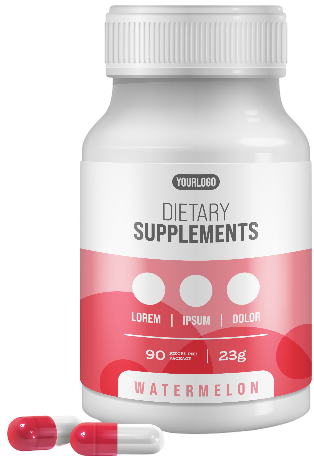 YOURLOGO
DIETARY
SUPPLEMENTS
LOREM | IPSUM | DOLOR
90 | 23g
WATERMELON